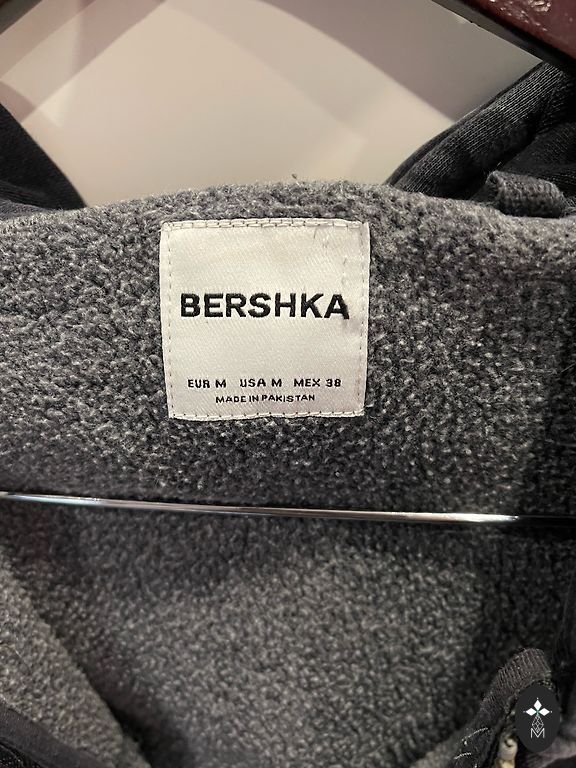 BERSHKA
EUR M USA M MEX 38
MADE IN PAKISTAN
M